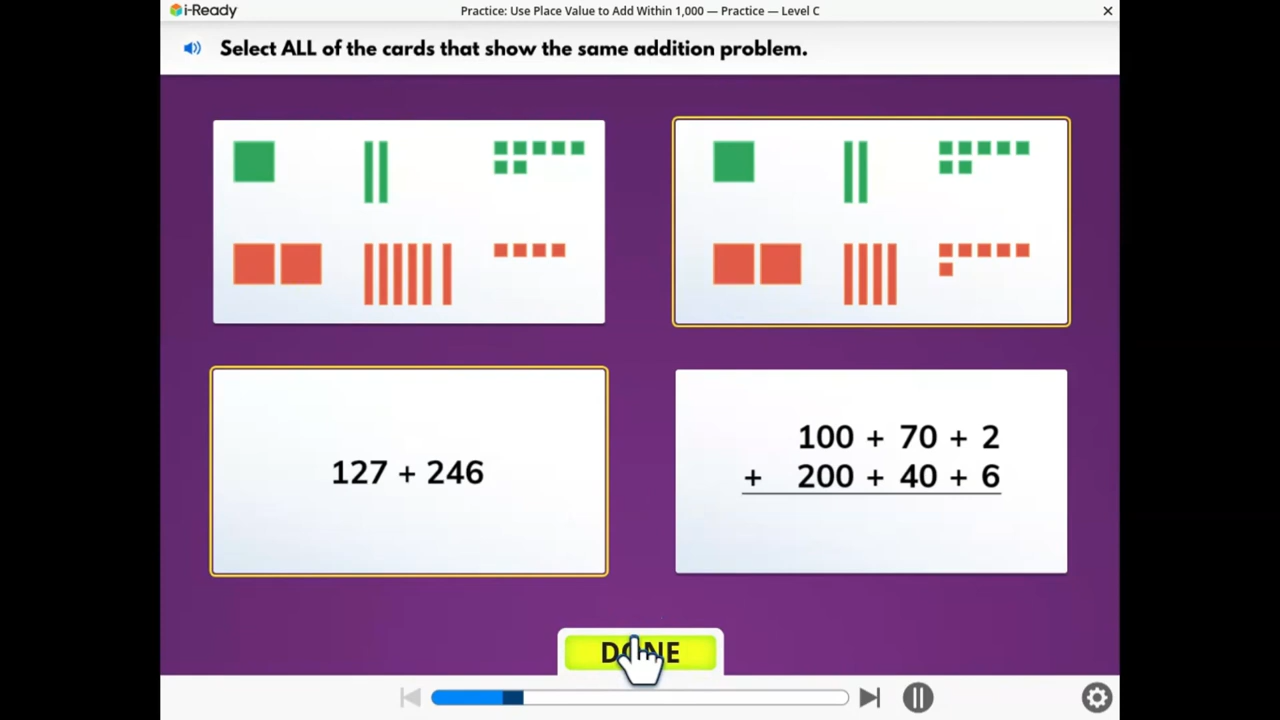 i-Ready
Practice: Use Place Value to Add Within 1,000 — Practice — Level C
Select ALL of the cards that show the same addition problem.
127 + 246
100 + 70 + 2
+ 200 + 40 + 6
DONE